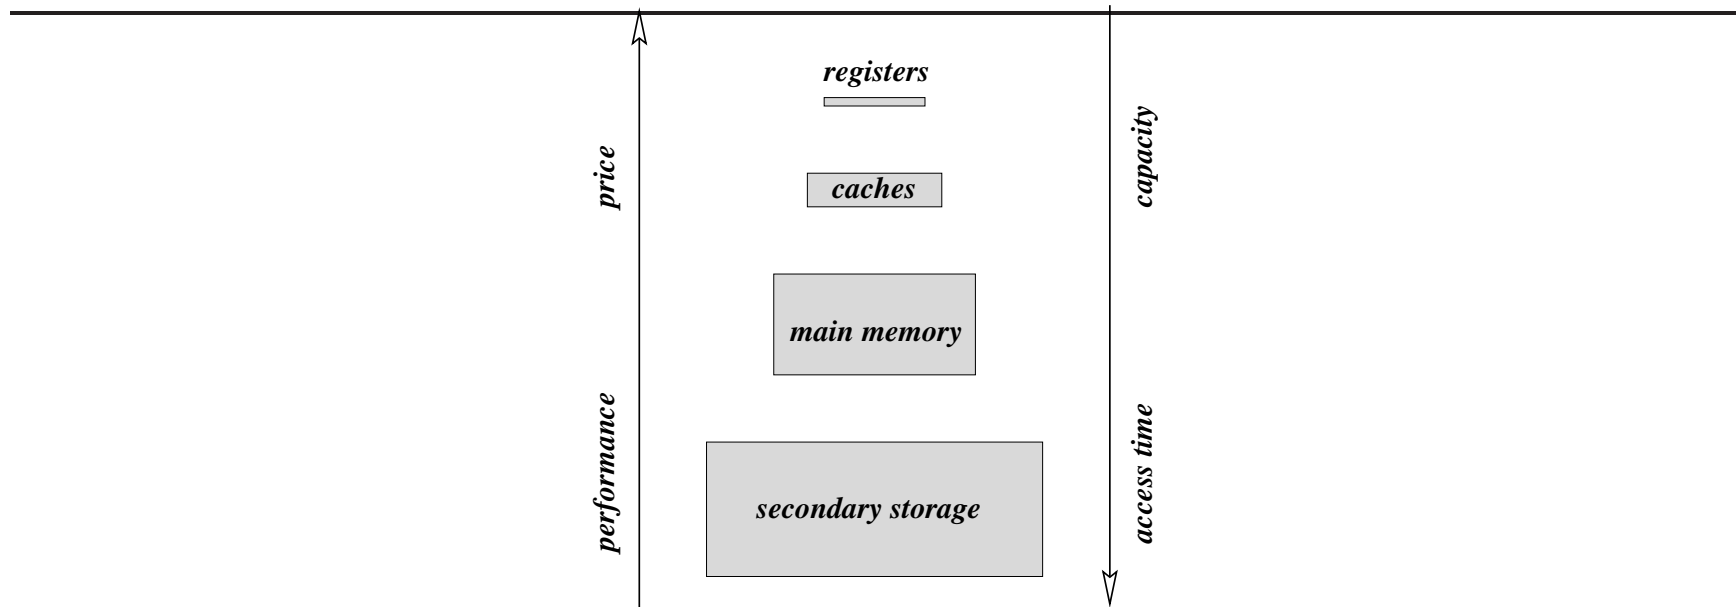 registers
price
capacity
caches
main memory
performance
access time
secondary storage